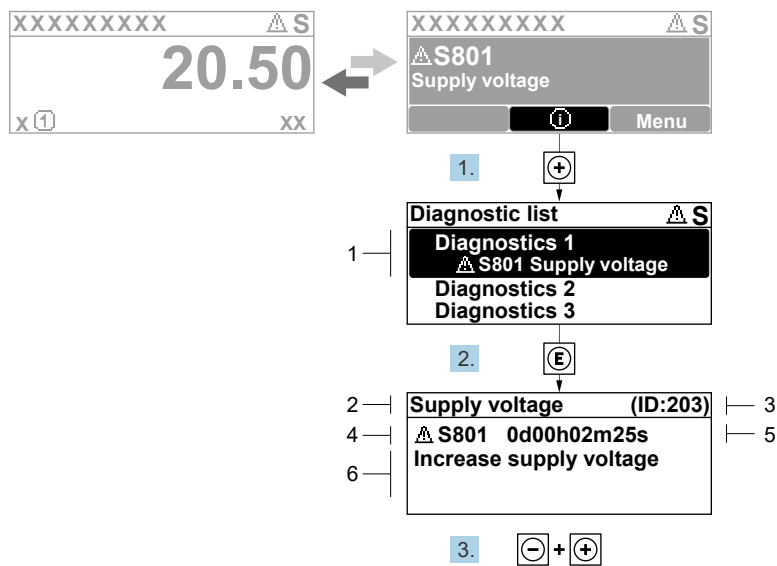 XXXXXXXXX ⚠ S
20.50
x ① xx
XXXXXXXXX ⚠ S
⚠S801
Supply voltage
ⓘ Menu
1. +
Diagnostic list ⚠ S
1
Diagnostics 1
⚠ S801 Supply voltage
Diagnostics 2
Diagnostics 3
2. E
2 Supply voltage (ID:203) 3
4 ⚠ S801 0d00h02m25s 5
6 Increase supply voltage
3. - + +